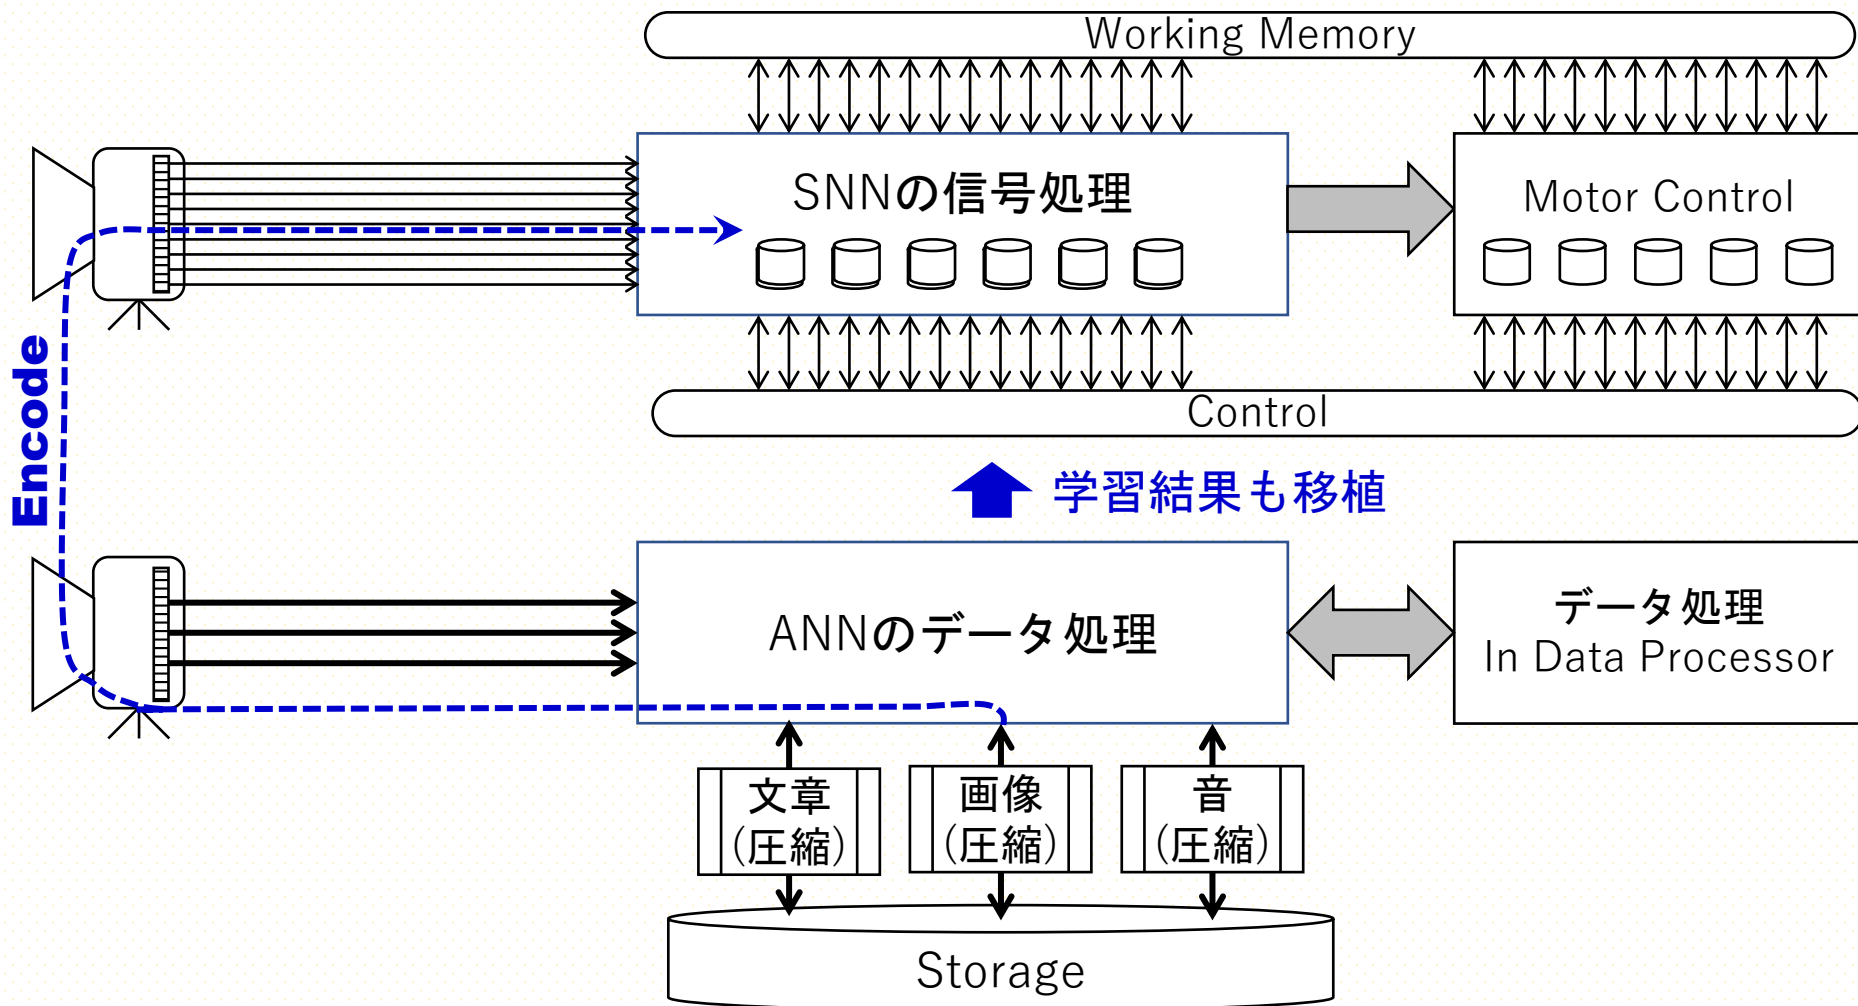 Working Memory
SNNの信号処理
Motor Control
Control
Encode
学習結果も移植
ANNのデータ処理
データ処理
In Data Processor
文章
(圧縮)
画像
(圧縮)
音
(圧縮)
Storage